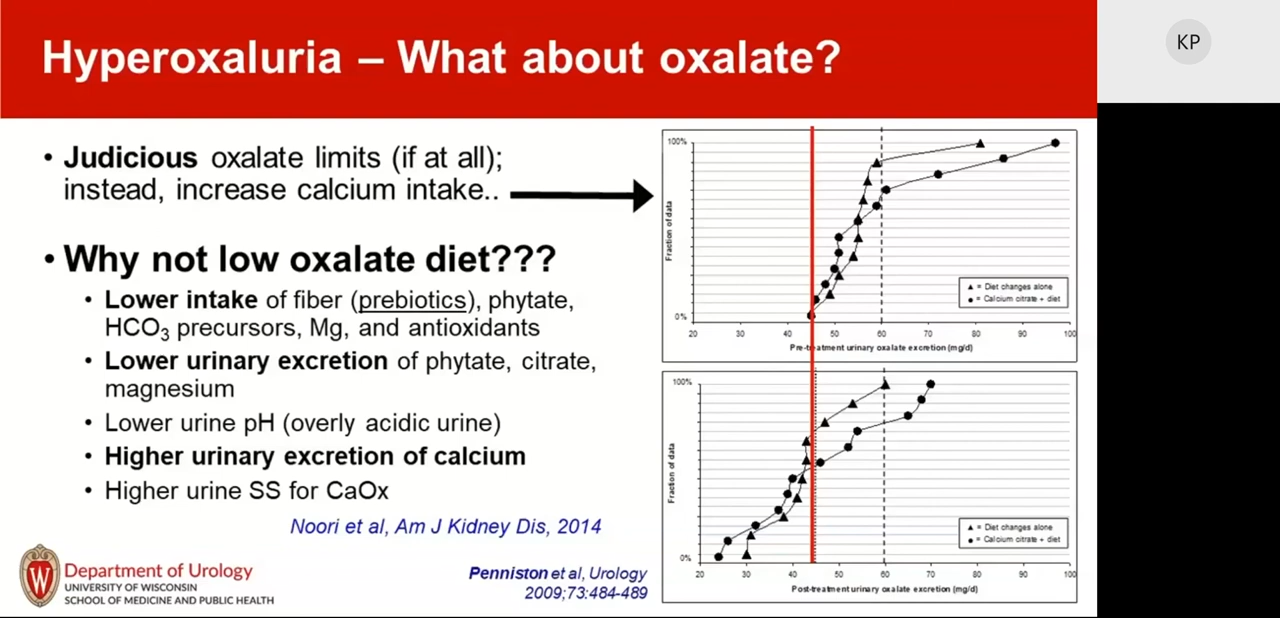 Hyperoxaluria – What about oxalate?
KP
• Judicious oxalate limits (if at all);
instead, increase calcium intake..
• Why not low oxalate diet???
• Lower intake of fiber (prebiotics), phytate,
HCO3 precursors, Mg, and antioxidants
• Lower urinary excretion of phytate, citrate,
magnesium
• Lower urine pH (overly acidic urine)
• Higher urinary excretion of calcium
• Higher urine SS for CaOx
Noori et al, Am J Kidney Dis, 2014
Penniston et al, Urology
2009;73:484-489
W
Department of Urology
UNIVERSITY OF WISCONSIN
SCHOOL OF MEDICINE AND PUBLIC HEALTH
100%
Fraction of data
0%
▲ = Diet changes alone
● = Calcium citrate + diet
20 30 40 50 60 70 80 90 100
Pre-treatment urinary oxalate excretion (mg/d)
100%
Fraction of data
0%
▲ = Diet changes alone
● = Calcium citrate + diet
20 30 40 50 60 70 80 90 100
Post-treatment urinary oxalate excretion (mg/d)